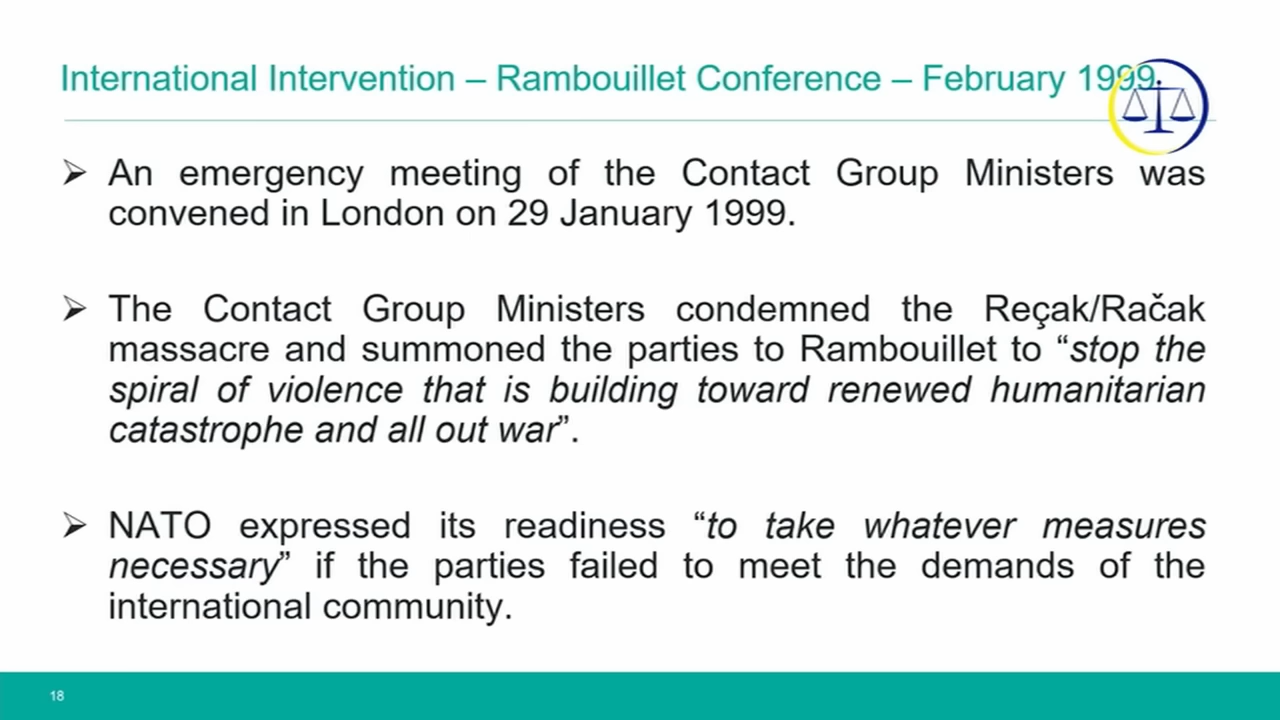 International Intervention – Rambouillet Conference – February 1999
➢ An emergency meeting of the Contact Group Ministers was
convened in London on 29 January 1999.
➢ The Contact Group Ministers condemned the Reçak/Račak
massacre and summoned the parties to Rambouillet to “stop the
spiral of violence that is building toward renewed humanitarian
catastrophe and all out war”.
➢ NATO expressed its readiness “to take whatever measures
necessary” if the parties failed to meet the demands of the
international community.
18